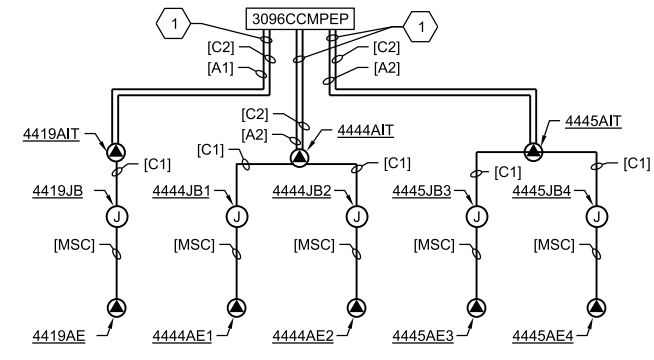 1 3096CCMPEP 1
[C2] [C2]
[A1] [A2]
[C2]
4419AIT [A2] 4444AIT 4445AIT
[C1] [C1] [C1] [C1] [C1]
4419JB 4444JB1 4444JB2 4445JB3 4445JB4
J J J J J
[MSC] [MSC] [MSC] [MSC] [MSC]
4419AE 4444AE1 4444AE2 4445AE3 4445AE4